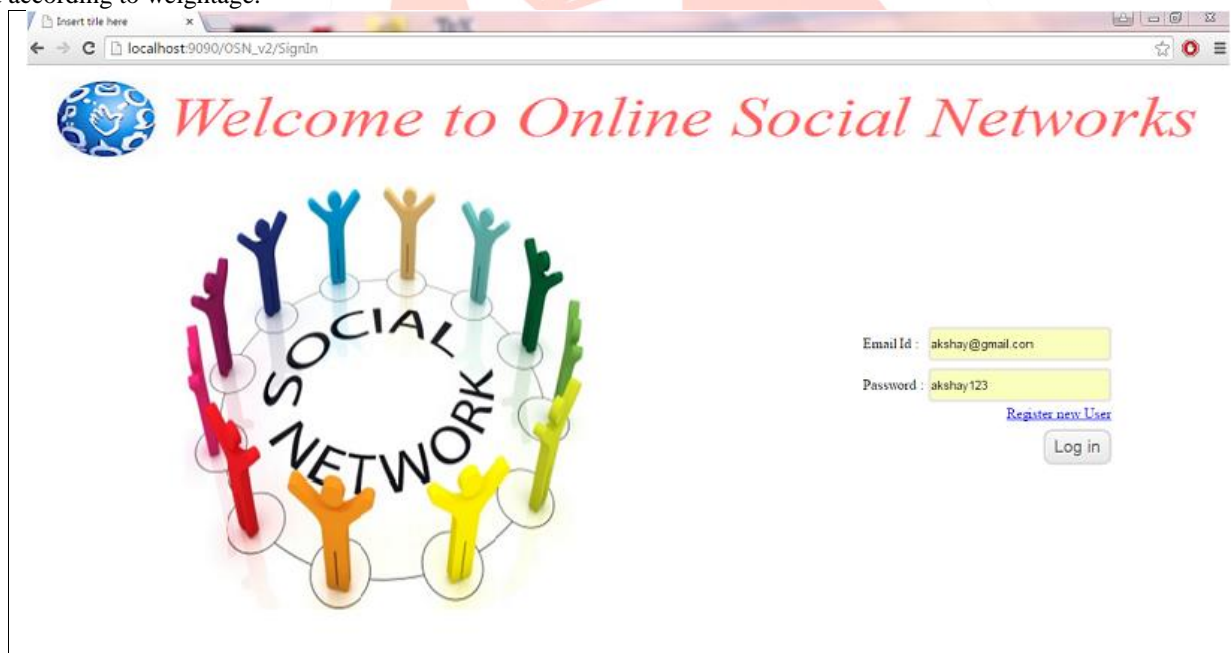 according to weightage.
Insert title here
localhost:9090/OSN_v2/SignIn
Welcome to Online Social Networks
SOCIAL
NETWORK
Email Id : akshay@gmail.com
Password : akshay123
Register new User
Log in